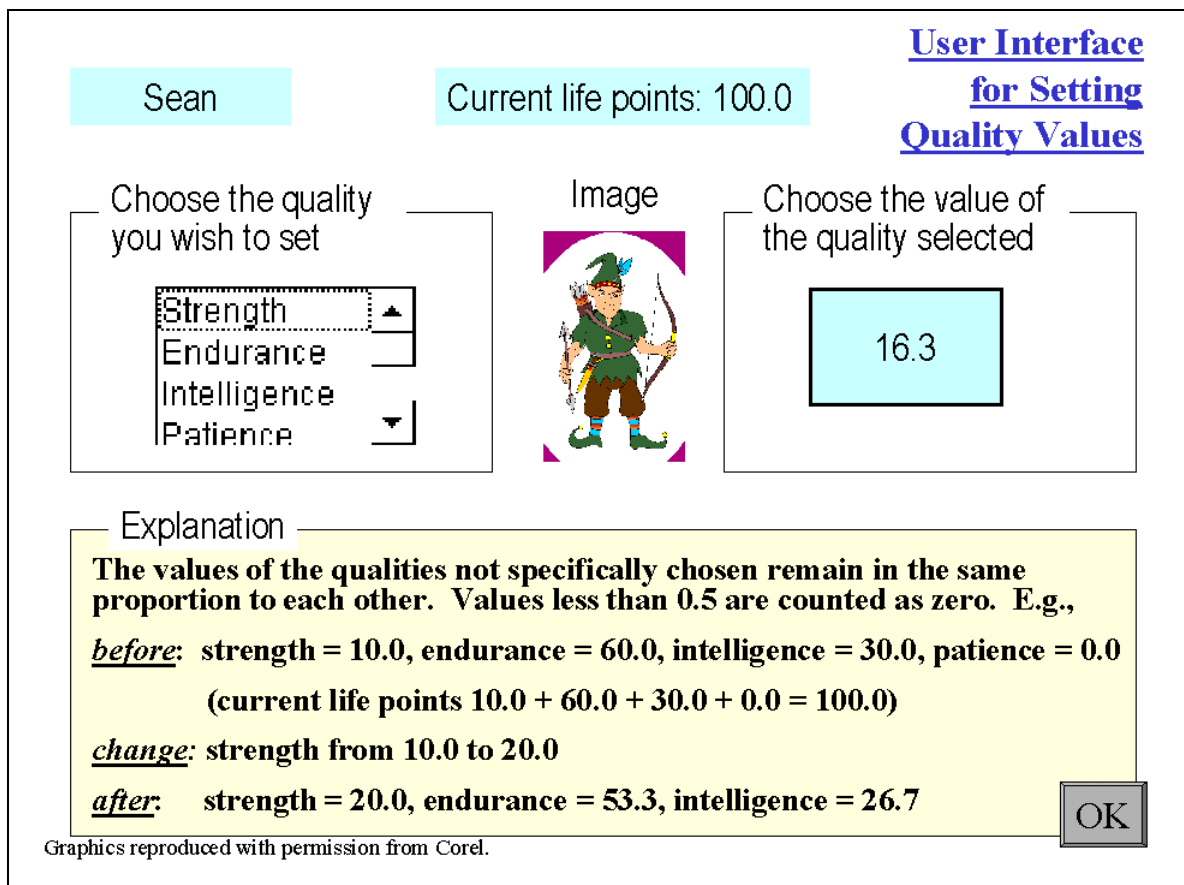 User Interface
for Setting
Quality Values
Sean
Current life points: 100.0
Choose the quality
you wish to set
Strength
Endurance
Intelligence
Patience
Image
Choose the value of
the quality selected
16.3
Explanation
The values of the qualities not specifically chosen remain in the same
proportion to each other. Values less than 0.5 are counted as zero. E.g.,
before: strength = 10.0, endurance = 60.0, intelligence = 30.0, patience = 0.0
(current life points 10.0 + 60.0 + 30.0 + 0.0 = 100.0)
change: strength from 10.0 to 20.0
after: strength = 20.0, endurance = 53.3, intelligence = 26.7
OK
Graphics reproduced with permission from Corel.